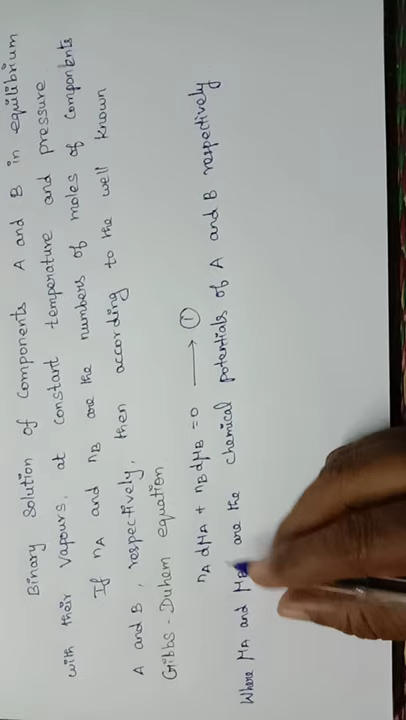 Binary Solution of Components A and B in equilibrium
with their vapours, at constant temperature and pressure
If nA and nB are the numbers of moles of components
A and B, respectively, then according to the well known
Gibbs-Duhem equation
nA dμA + nB dμB = 0 → ①
Where μA and μB are the chemical potentials of A and B respectively